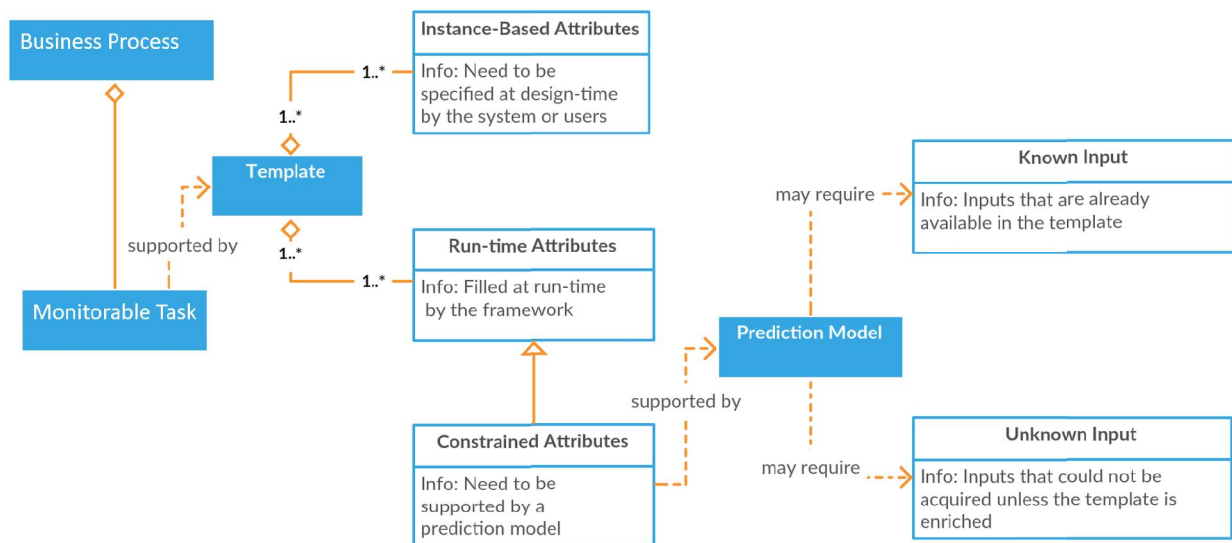 Business Process
Instance-Based Attributes
Info: Need to be
specified at design-time
by the system or users
1..*
1..*
Template
supported by
Monitorable Task
1..*
1..*
Run-time Attributes
Info: Filled at run-time
by the framework
Constrained Attributes
Info: Need to be
supported by a
prediction model
supported by
Prediction Model
may require
Known Input
Info: Inputs that are already
available in the template
may require
Unknown Input
Info: Inputs that could not be
acquired unless the template is
enriched